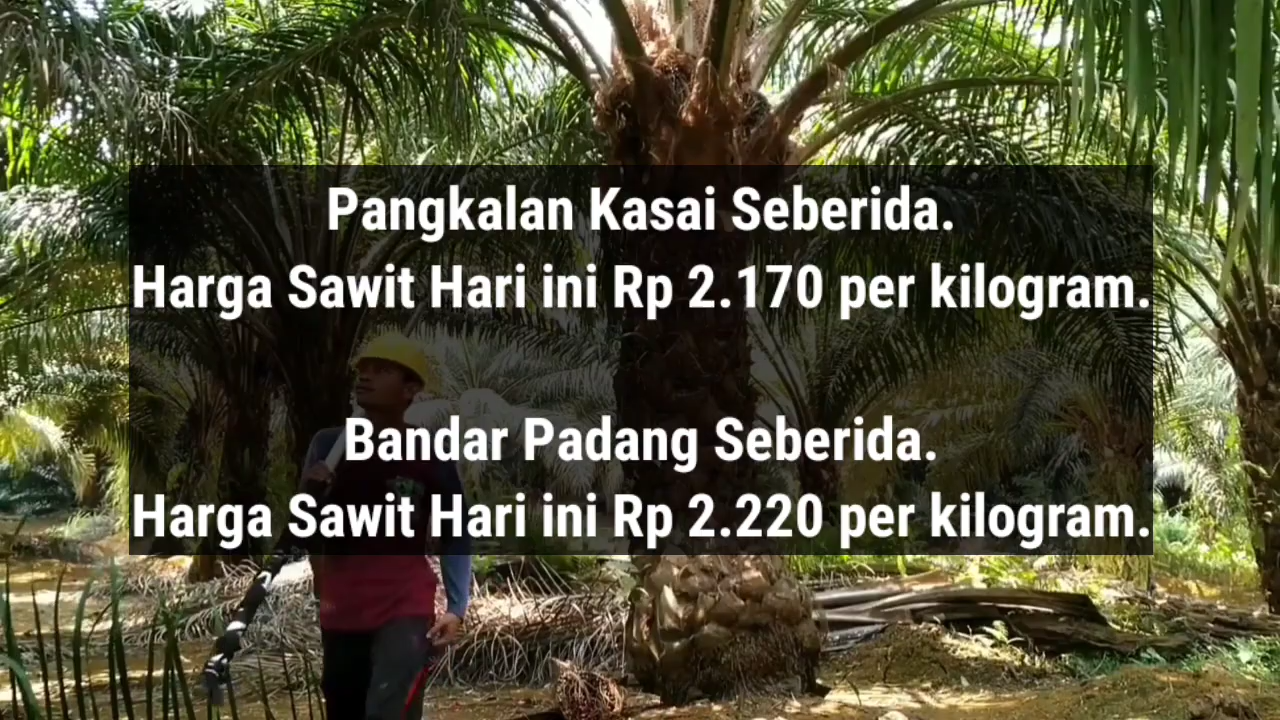 Pangkalan Kasai Seberida.
Harga Sawit Hari ini Rp 2.170 per kilogram.
Bandar Padang Seberida.
Harga Sawit Hari ini Rp 2.220 per kilogram.